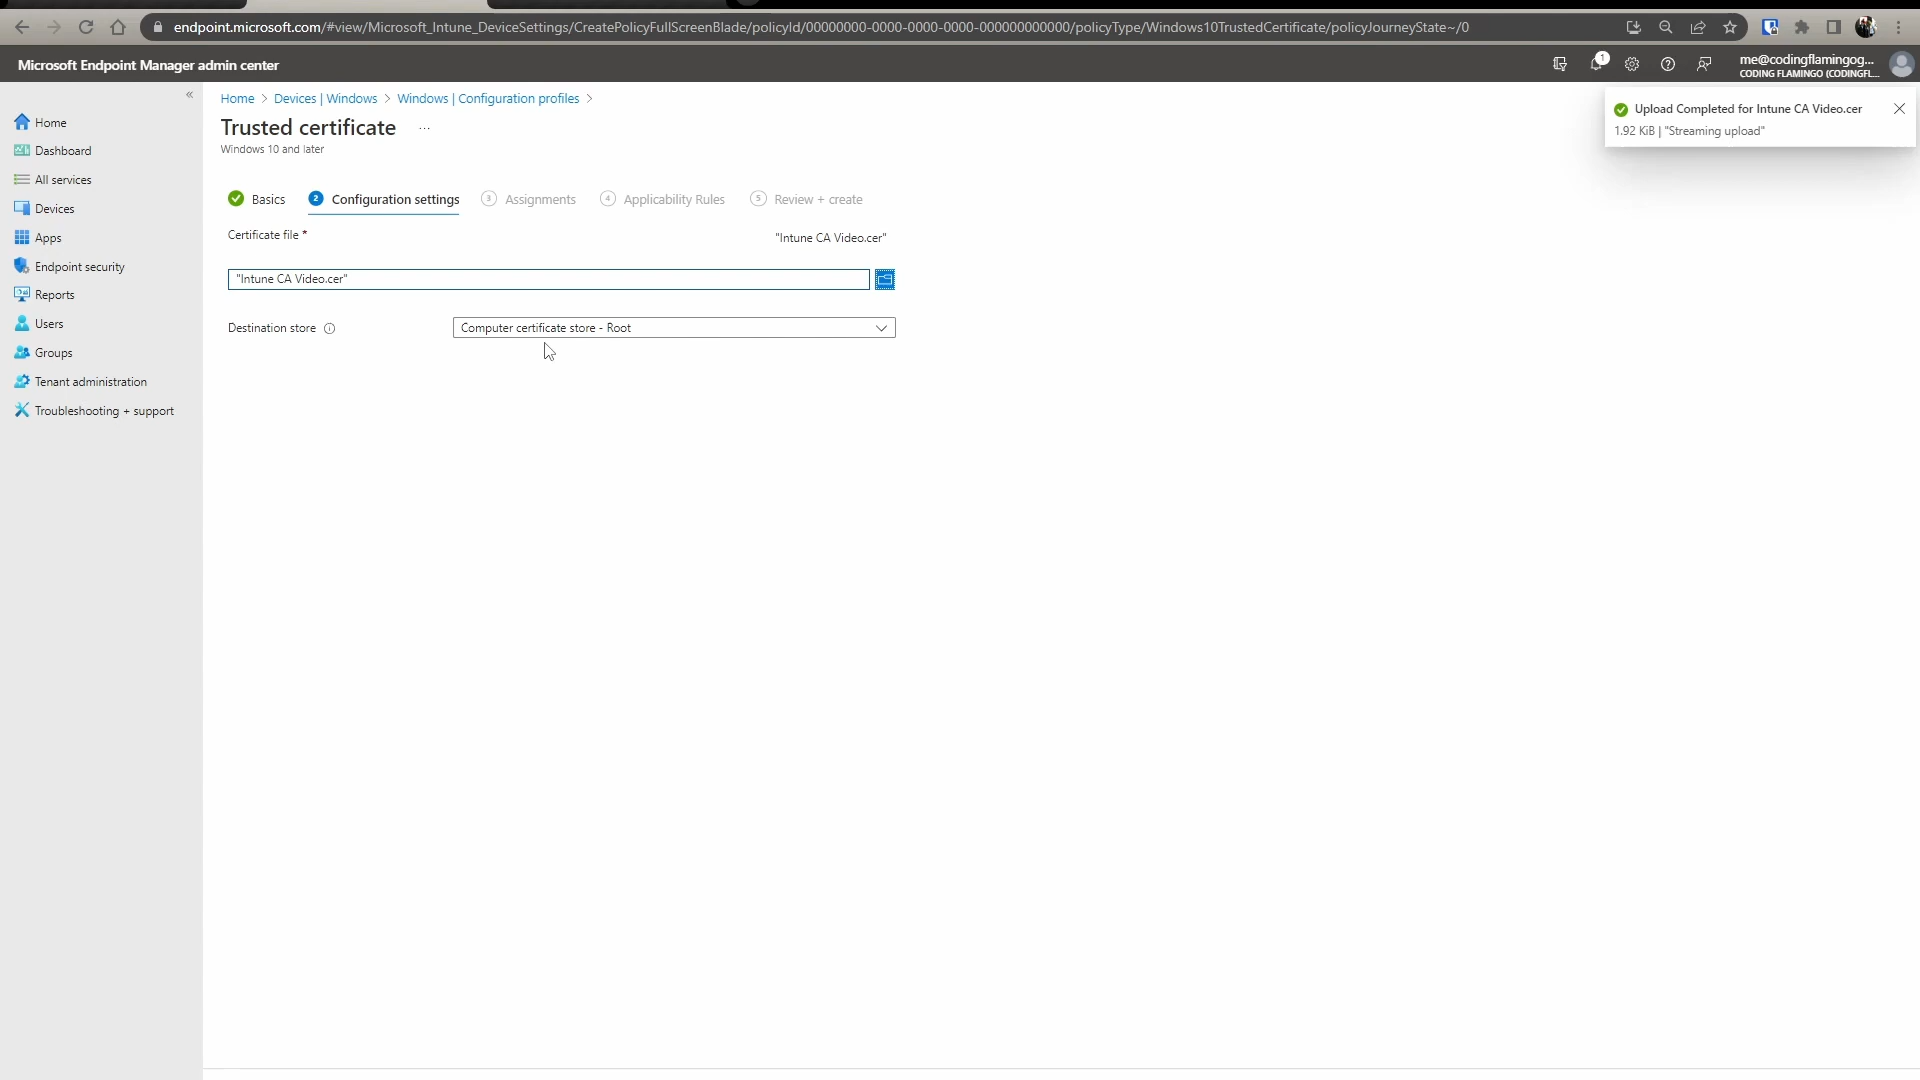 endpoint.microsoft.com/#view/Microsoft_Intune_DeviceSettings/CreatePolicyFullScreenBlade/policyId/00000000-0000-0000-0000-000000000000/policyType/Windows10TrustedCertificate/policyJourneyState~/0
Microsoft Endpoint Manager admin center
1
me@codingflamingog...
CODING FLAMINGO (CODINGFL...
«
Home > Devices | Windows > Windows | Configuration profiles >
Trusted certificate ...
Windows 10 and later
Upload Completed for Intune CA Video.cer
1.92 KiB | "Streaming upload"
Home
Dashboard
All services
Devices
Apps
Endpoint security
Reports
Users
Groups
Tenant administration
Troubleshooting + support
Basics 2 Configuration settings 3 Assignments 4 Applicability Rules 5 Review + create
Certificate file *
"Intune CA Video.cer"
"Intune CA Video.cer"
Destination store
Computer certificate store - Root